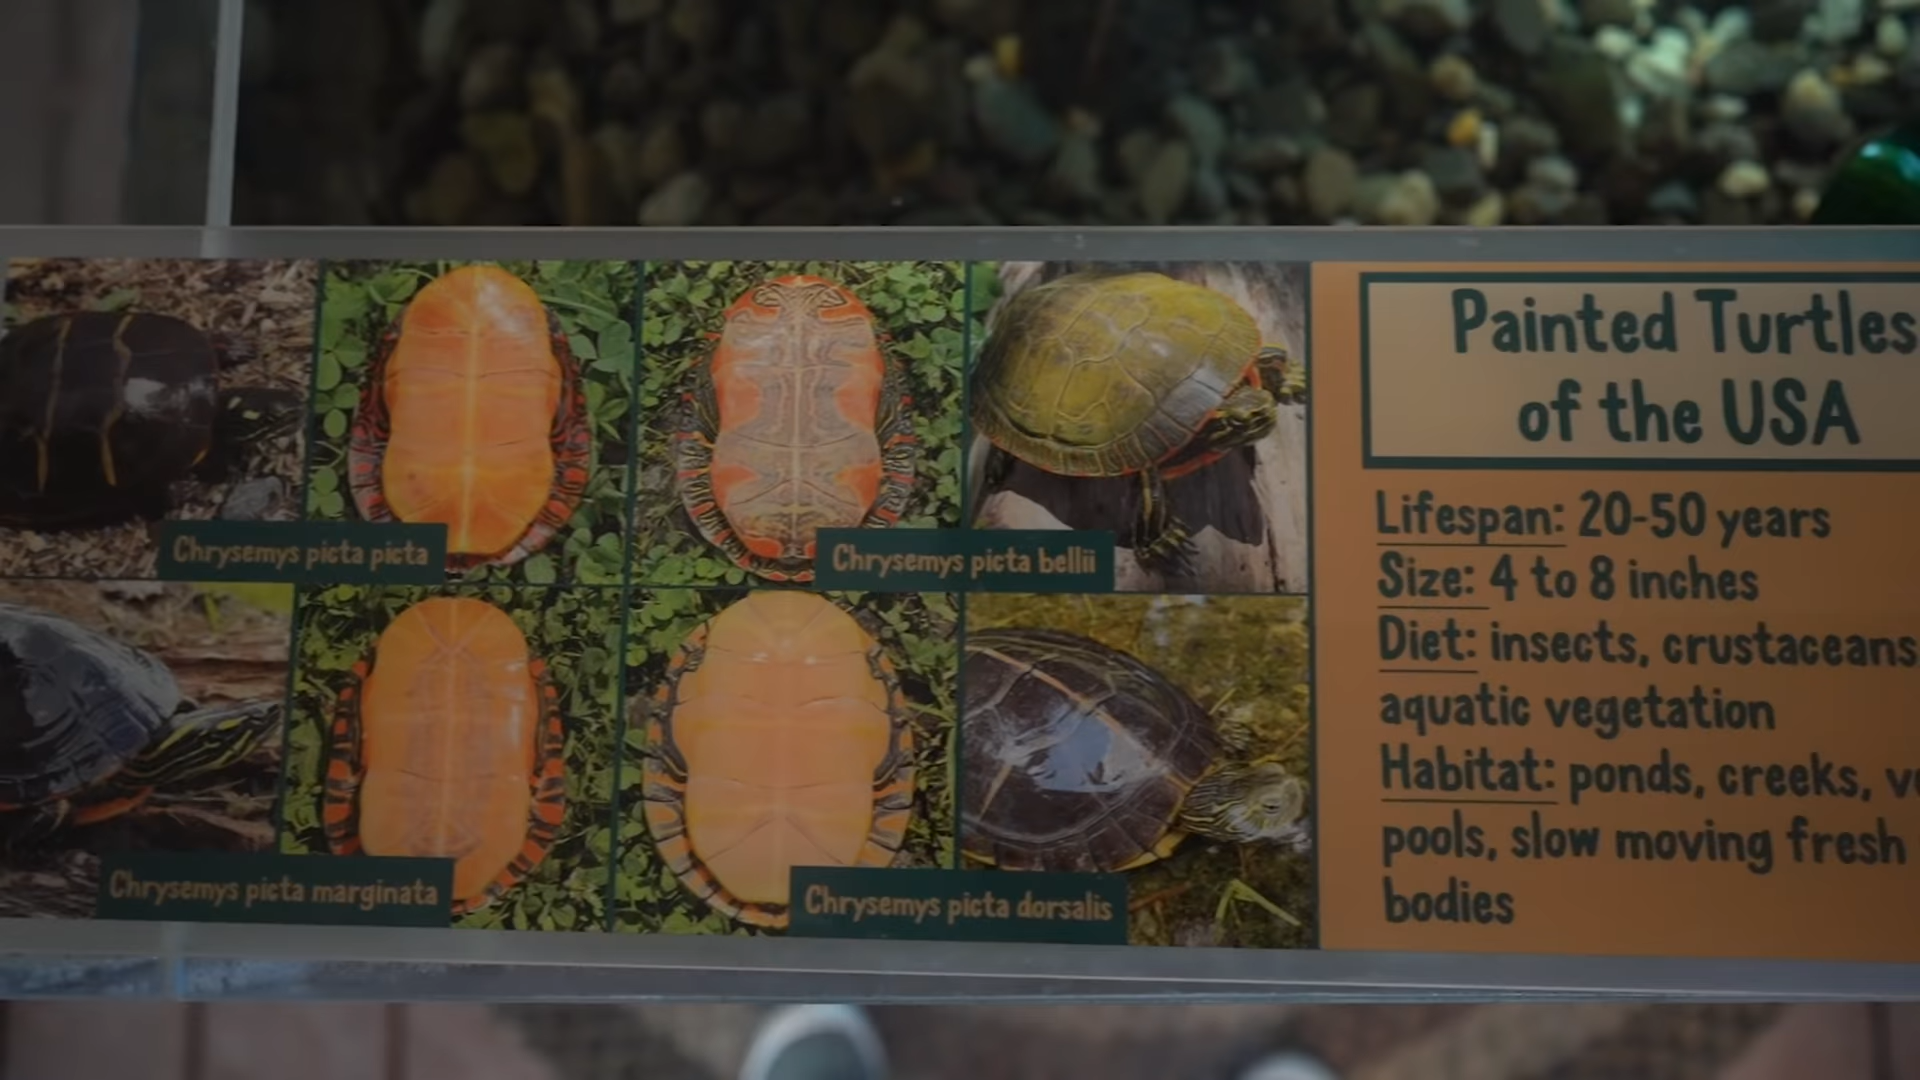 Chrysemys picta picta
Chrysemys picta bellii
Chrysemys picta marginata
Chrysemys picta dorsalis
Painted Turtles
of the USA
Lifespan: 20-50 years
Size: 4 to 8 inches
Diet: insects, crustaceans
aquatic vegetation
Habitat: ponds, creeks,
pools, slow moving fresh
bodies